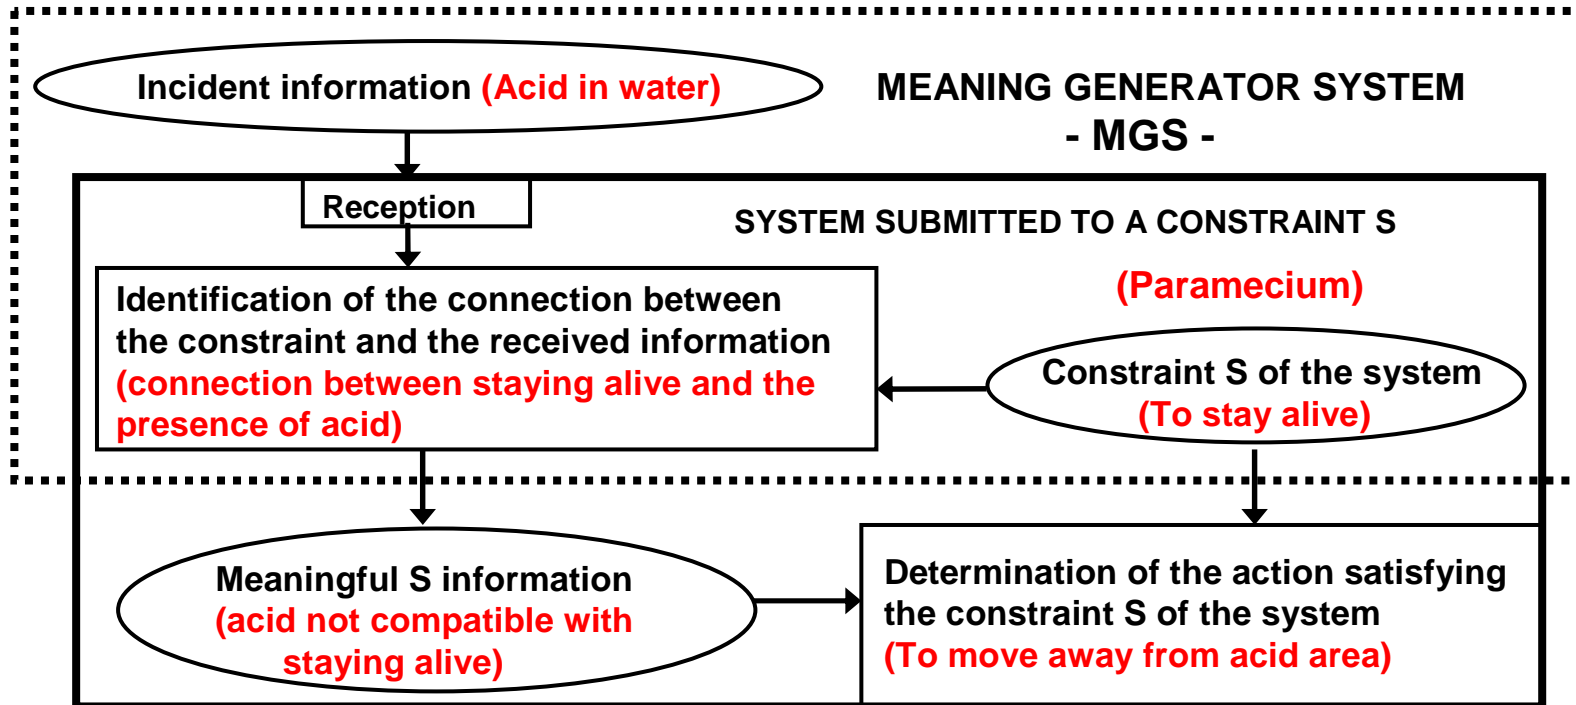 Incident information (Acid in water)
MEANING GENERATOR SYSTEM
- MGS -
Reception
SYSTEM SUBMITTED TO A CONSTRAINT S
(Paramecium)
Identification of the connection between
the constraint and the received information
(connection between staying alive and the
presence of acid)
Constraint S of the system
(To stay alive)
Meaningful S information
(acid not compatible with
staying alive)
Determination of the action satisfying
the constraint S of the system
(To move away from acid area)